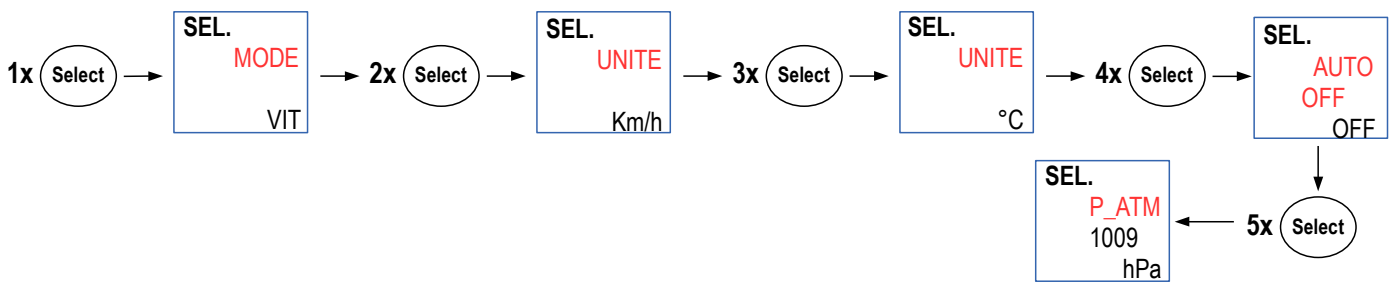 1x Select
SEL.
MODE
VIT
2x Select
SEL.
UNITE
Km/h
3x Select
SEL.
UNITE
°C
4x Select
SEL.
AUTO
OFF
OFF
5x Select
SEL.
P_ATM
1009
hPa